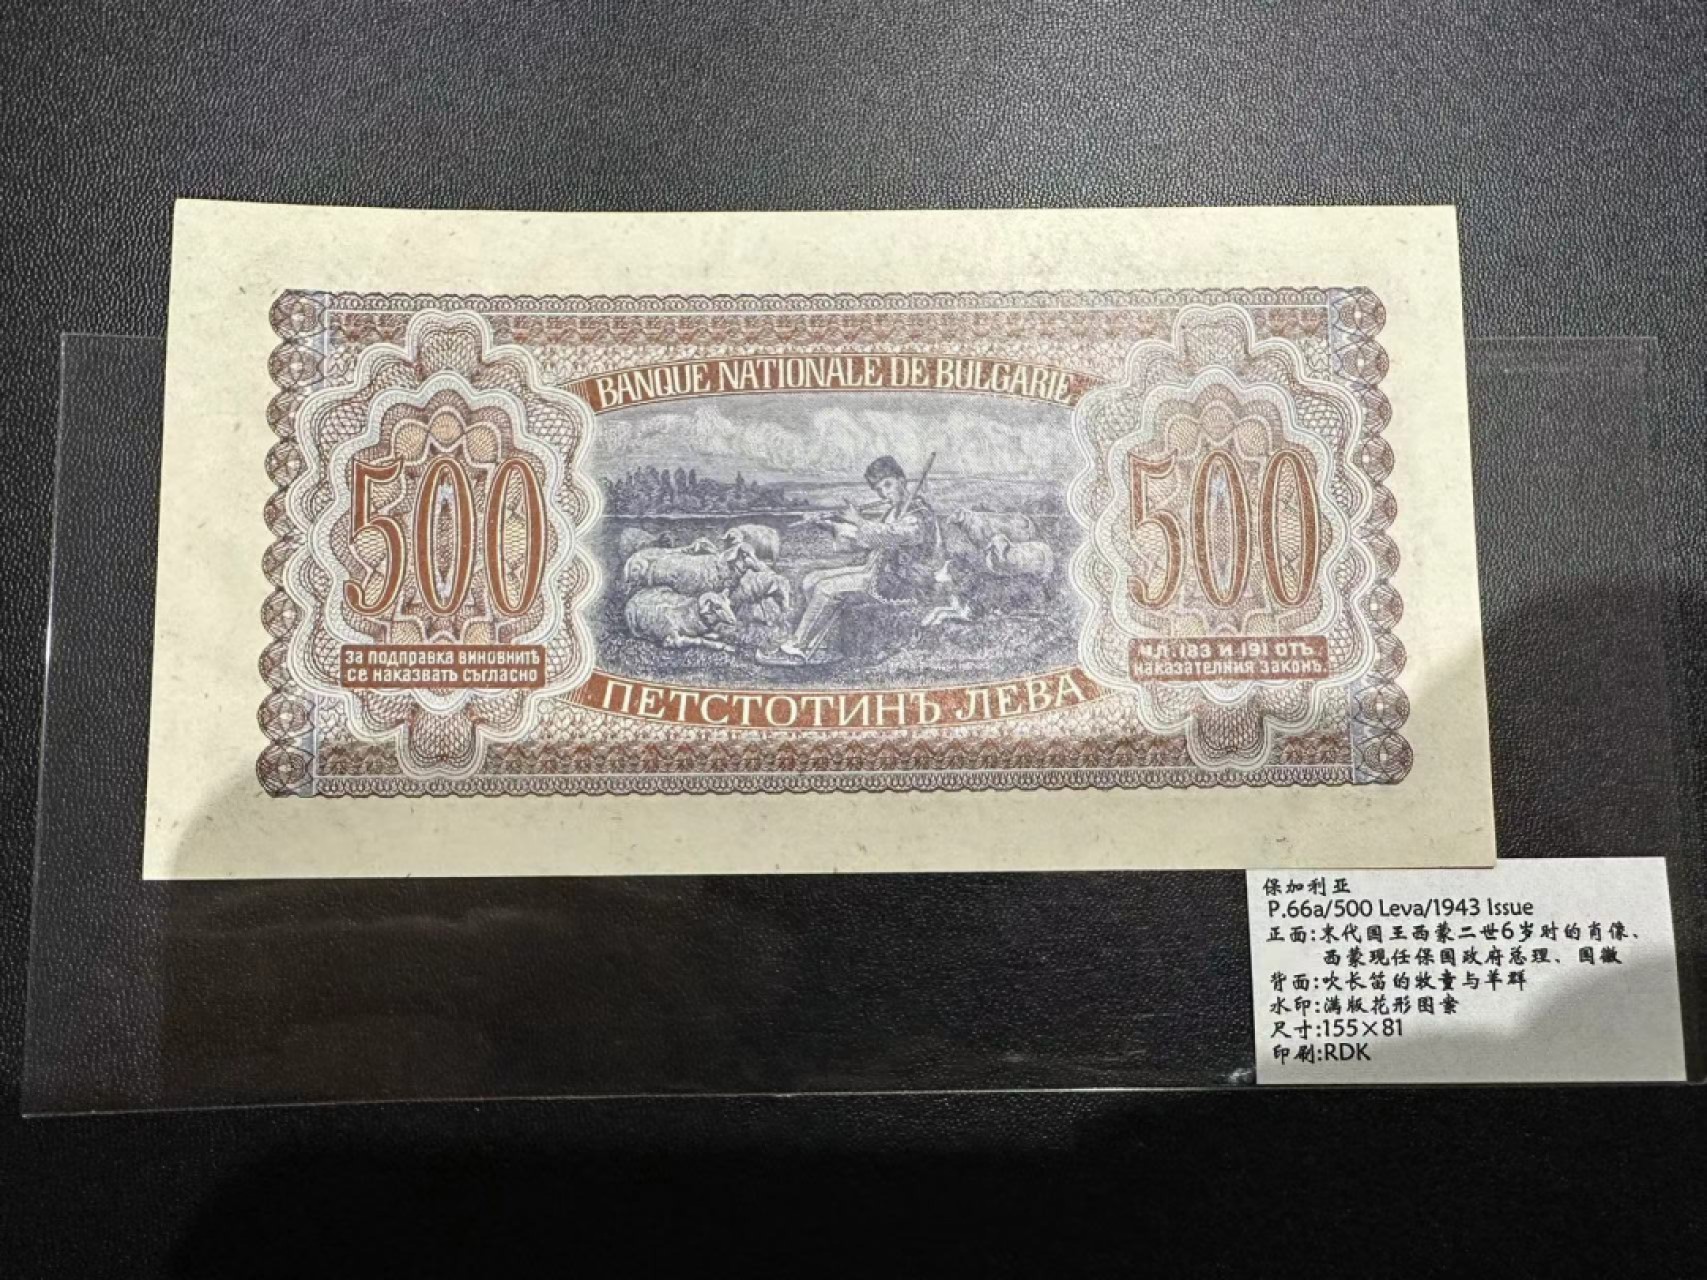 BANQUE NATIONALE DE BULGARIE
500
500
ЗА ПОДПРАВКА ВИНОВНИТѢ
СЕ НАКАЗВАТЪ СЪГЛАСНО
ЧЛ. 183 И 191 ОТЪ
НАКАЗАТЕЛНИЯ ЗАКОНЪ.
ПЕТСТОТИНЪ ЛЕВА
保加利亚
P.66a/500 Leva/1943 Issue
正面:末代国王西蒙二世6岁时的肖像、
西蒙现任保国政府总理、国徽
背面:吹长笛的牧童与羊群
水印:满版花形图案
尺寸:155×81
印刷:RDK